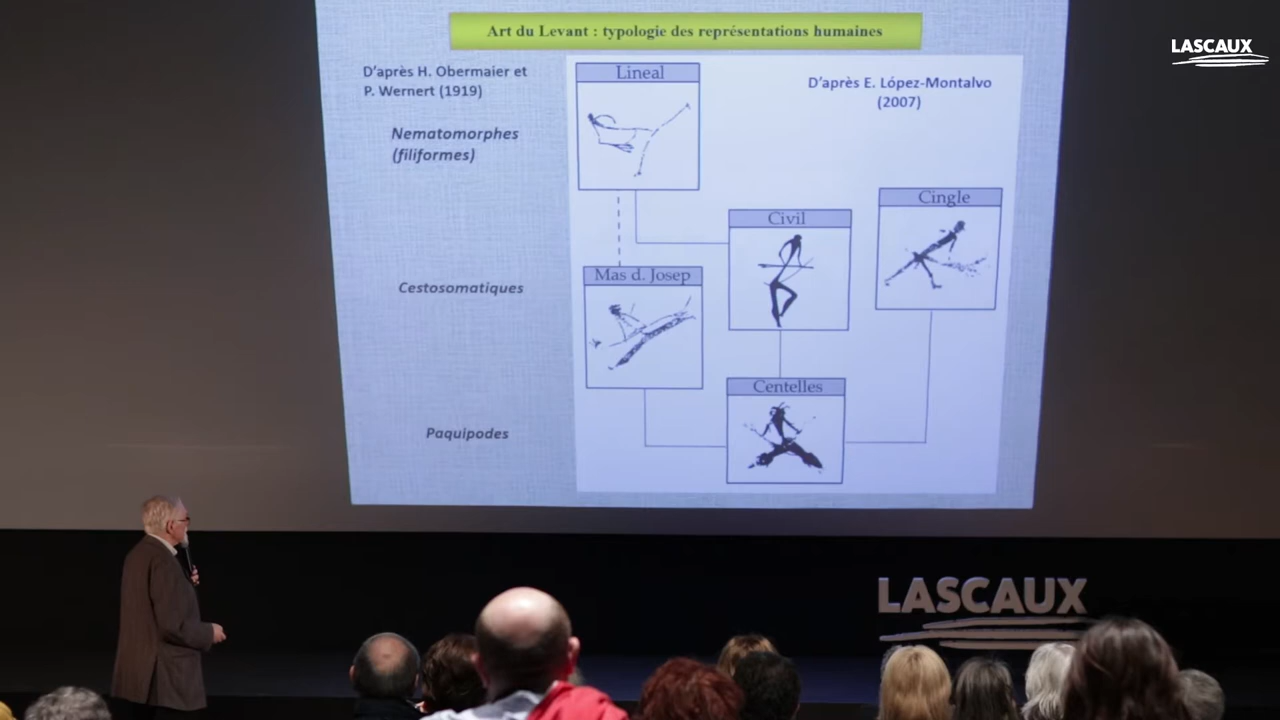 LASCAUX
Art du Levant : typologie des représentations humaines
D'après H. Obermaier et
P. Wernert (1919)
D'après E. López-Montalvo
(2007)
Nematomorphes
(filiformes)
Cestosomatiques
Paquipodes
Lineal
Civil
Cingle
Mas d. Josep
Centelles
LASCAUX